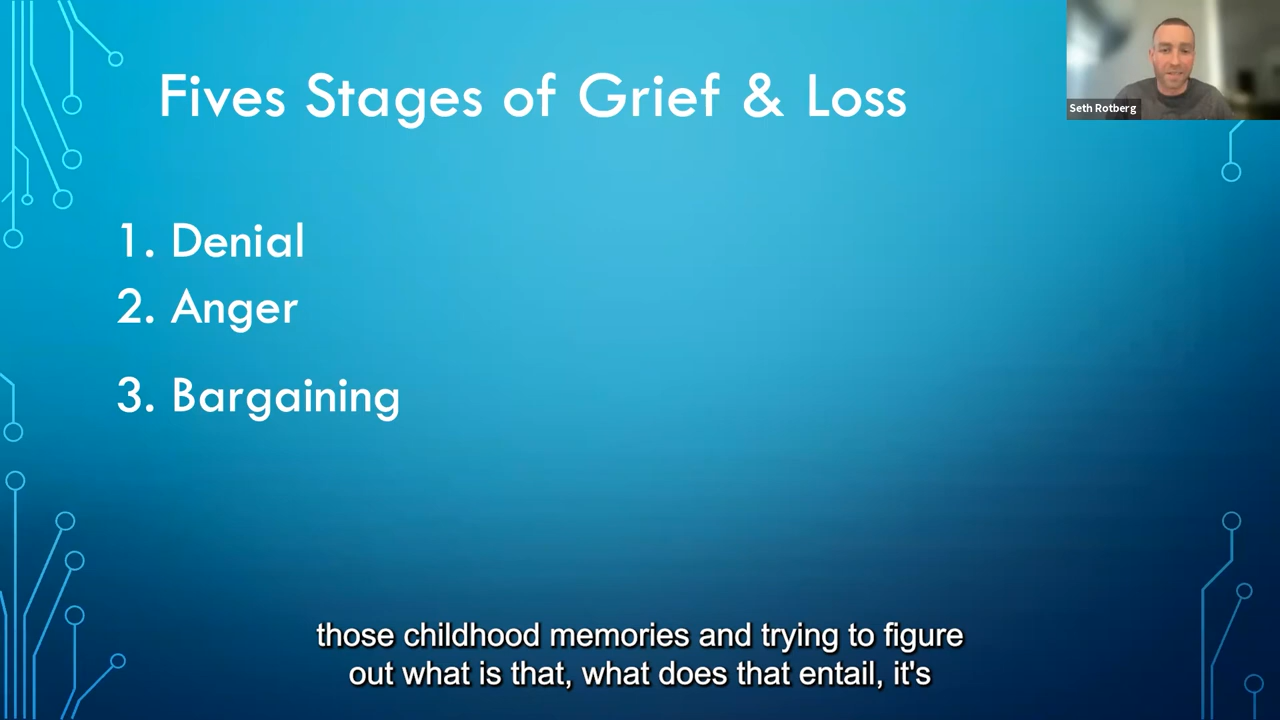 Fives Stages of Grief & Loss
Seth Rotberg
1. Denial
2. Anger
3. Bargaining
those childhood memories and trying to figure
out what is that, what does that entail, it's